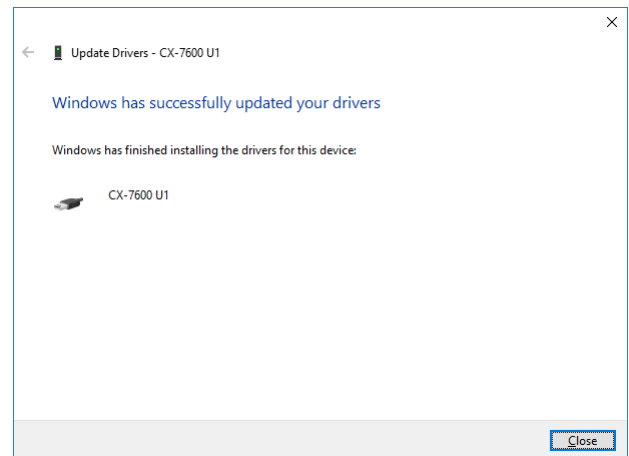 Update Drivers - CX-7600 U1
Windows has successfully updated your drivers
Windows has finished installing the drivers for this device:
CX-7600 U1
Close